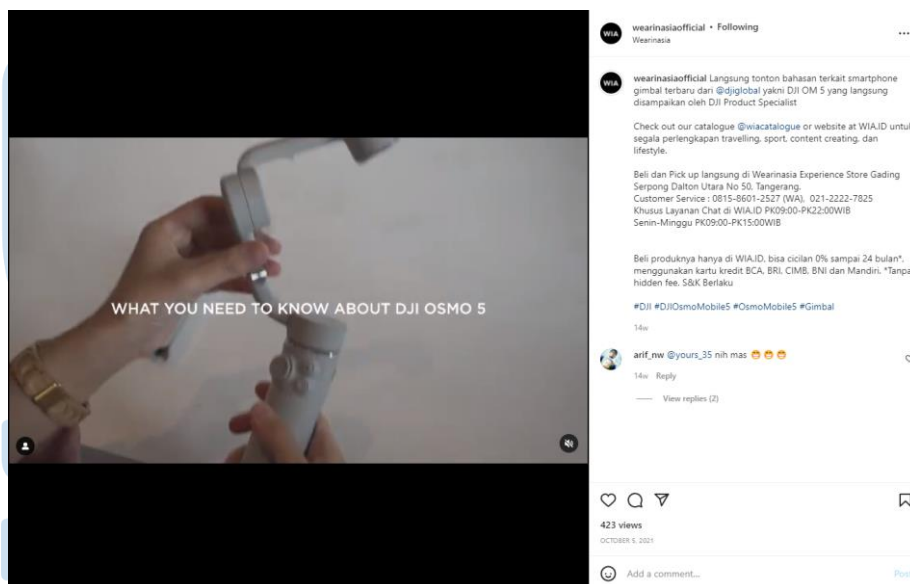 WHAT YOU NEED TO KNOW ABOUT DJI OSMO 5
WIA
wearinasiaofficial • Following
Wearinasia
WIA
wearinasiaofficial Langsung tonton bahasan terkait smartphone
gimbal terbaru dari @djiglobal yakni DJI OM 5 yang langsung
disampaikan oleh DJI Product Specialist
Check out our catalogue @wiacatalogue or website at WIA.ID untuk
segala perlengkapan travelling, sport, content creating, dan
lifestyle.
Beli dan Pick up langsung di Wearinasia Experience Store Gading
Serpong Dalton Utara No 50, Tangerang.
Customer Service : 0815-8601-2527 (WA), 021-2222-7825
Khusus Layanan Chat di WIA.ID PK09:00-PK22:00WIB
Senin-Minggu PK09:00-PK15:00WIB
Beli produknya hanya di WIA.ID, bisa cicilan 0% sampai 24 bulan*,
menggunakan kartu kredit BCA, BRI, CIMB, BNI dan Mandiri. *Tanpa
hidden fee. S&K Berlaku
#DJI #DJIOsmoMobile5 #OsmoMobile5 #Gimbal
14w
arif_nw @yours_35 nih mas 😁😁😁
14w Reply
View replies (2)
423 views
OCTOBER 5, 2021
Add a comment...
Pos